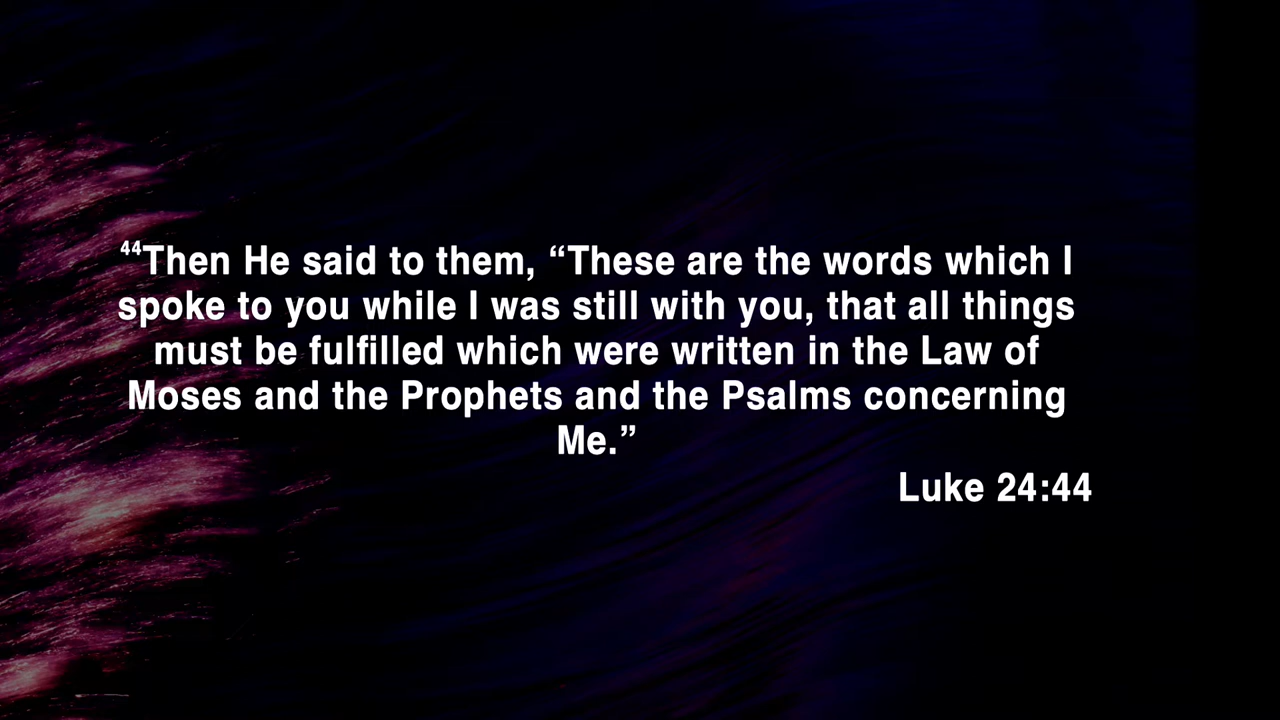 ⁴⁴Then He said to them, “These are the words which I
spoke to you while I was still with you, that all things
must be fulfilled which were written in the Law of
Moses and the Prophets and the Psalms concerning
Me.”
Luke 24:44